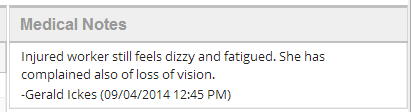 Medical Notes
Injured worker still feels dizzy and fatigued. She has
complained also of loss of vision.
-Gerald Ickes (09/04/2014 12:45 PM)